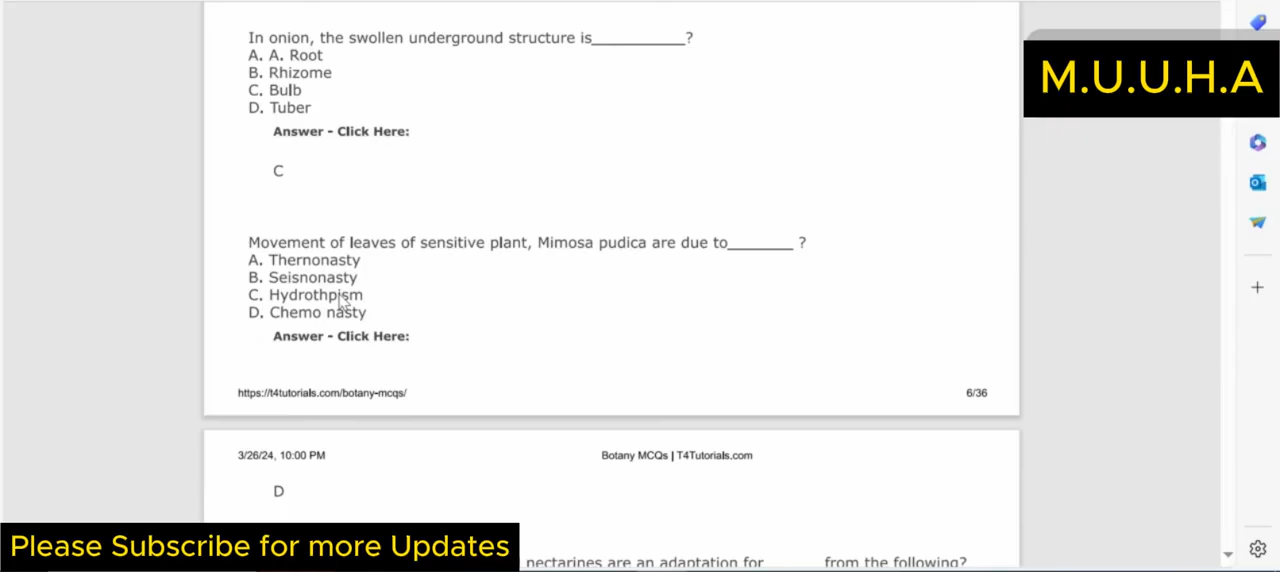 In onion, the swollen underground structure is___________?
A. A. Root
B. Rhizome
C. Bulb
D. Tuber
Answer - Click Here:
C
Movement of leaves of sensitive plant, Mimosa pudica are due to________ ?
A. Thernonasty
B. Seisnonasty
C. Hydrothpism
D. Chemo nasty
Answer - Click Here:
https://t4tutorials.com/botany-mcqs/ 6/36
3/26/24, 10:00 PM Botany MCQs | T4Tutorials.com
D
nectarines are an adaptation for _______ from the following?
M.U.U.H.A
Please Subscribe for more Updates